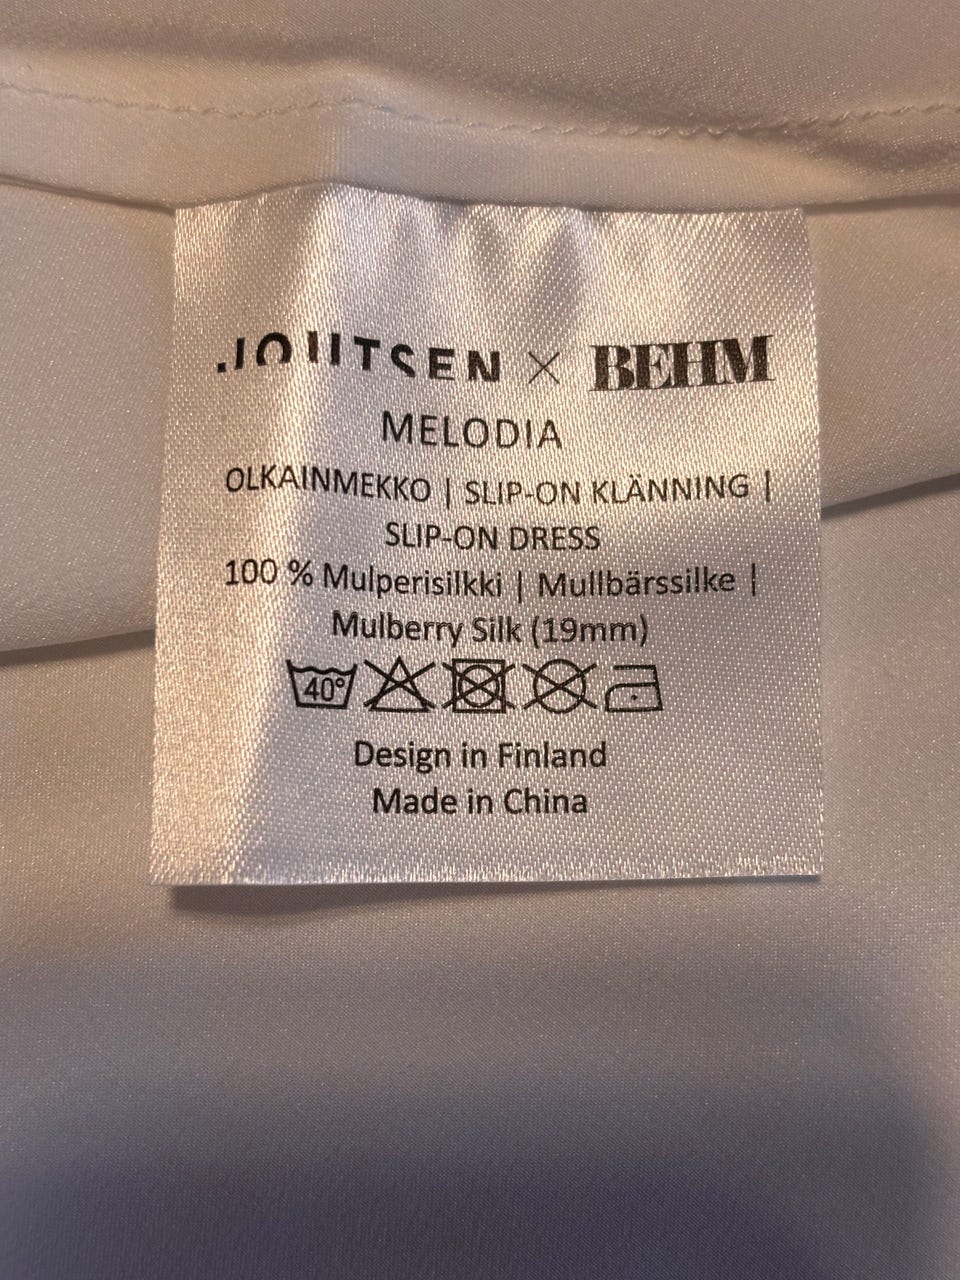 JOUTSEN × BEHM
MELODIA
OLKAINMEKKO | SLIP-ON KLÄNNING |
SLIP-ON DRESS
100 % Mulperisilkki | Mullbärssilke |
Mulberry Silk (19mm)
40°
Design in Finland
Made in China